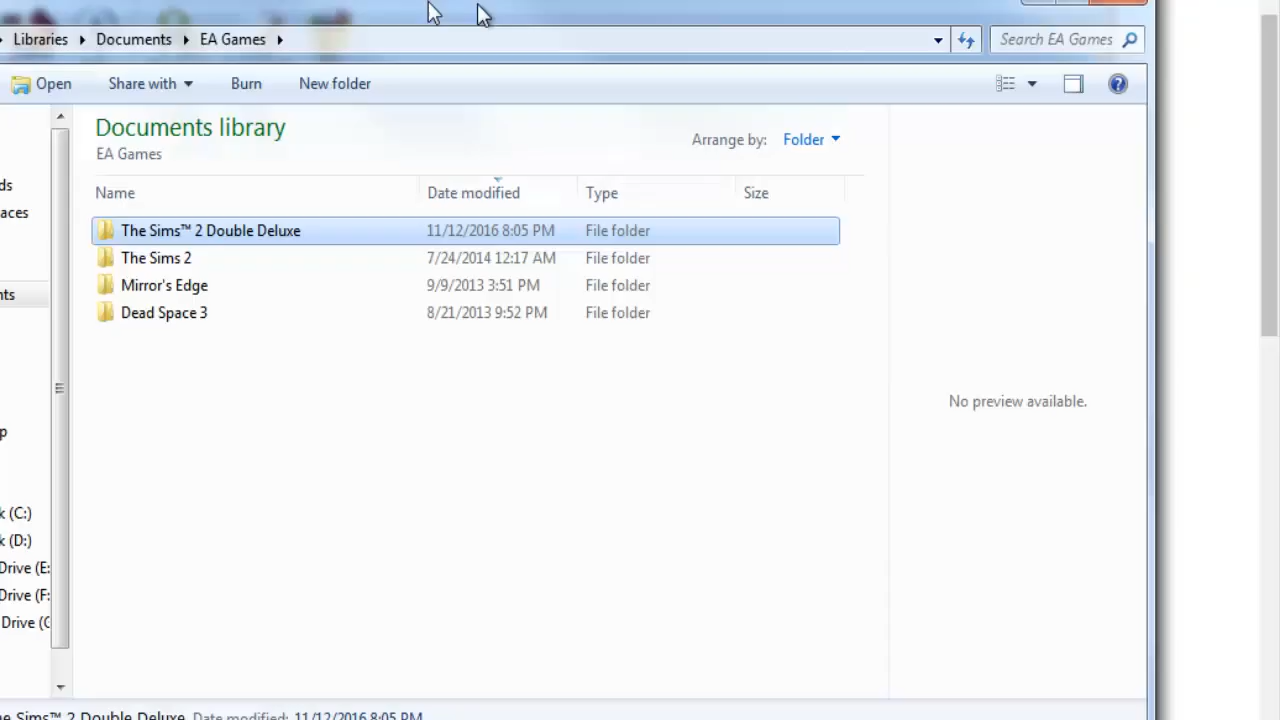 Libraries Documents EA Games Search EA Games
Open Share with Burn New folder
Documents library
EA Games
Arrange by: Folder
Name Date modified Type Size
The Sims™ 2 Double Deluxe 11/12/2016 8:05 PM File folder
The Sims 2 7/24/2014 12:17 AM File folder
Mirror's Edge 9/9/2013 3:51 PM File folder
Dead Space 3 8/21/2013 9:52 PM File folder
ds
aces
nts
p
k (C:)
k (D:)
Drive (E:
Drive (F:
Drive (G
No preview available.
he Sims™ 2 Double Deluxe Date modified: 11/12/2016 8:05 PM